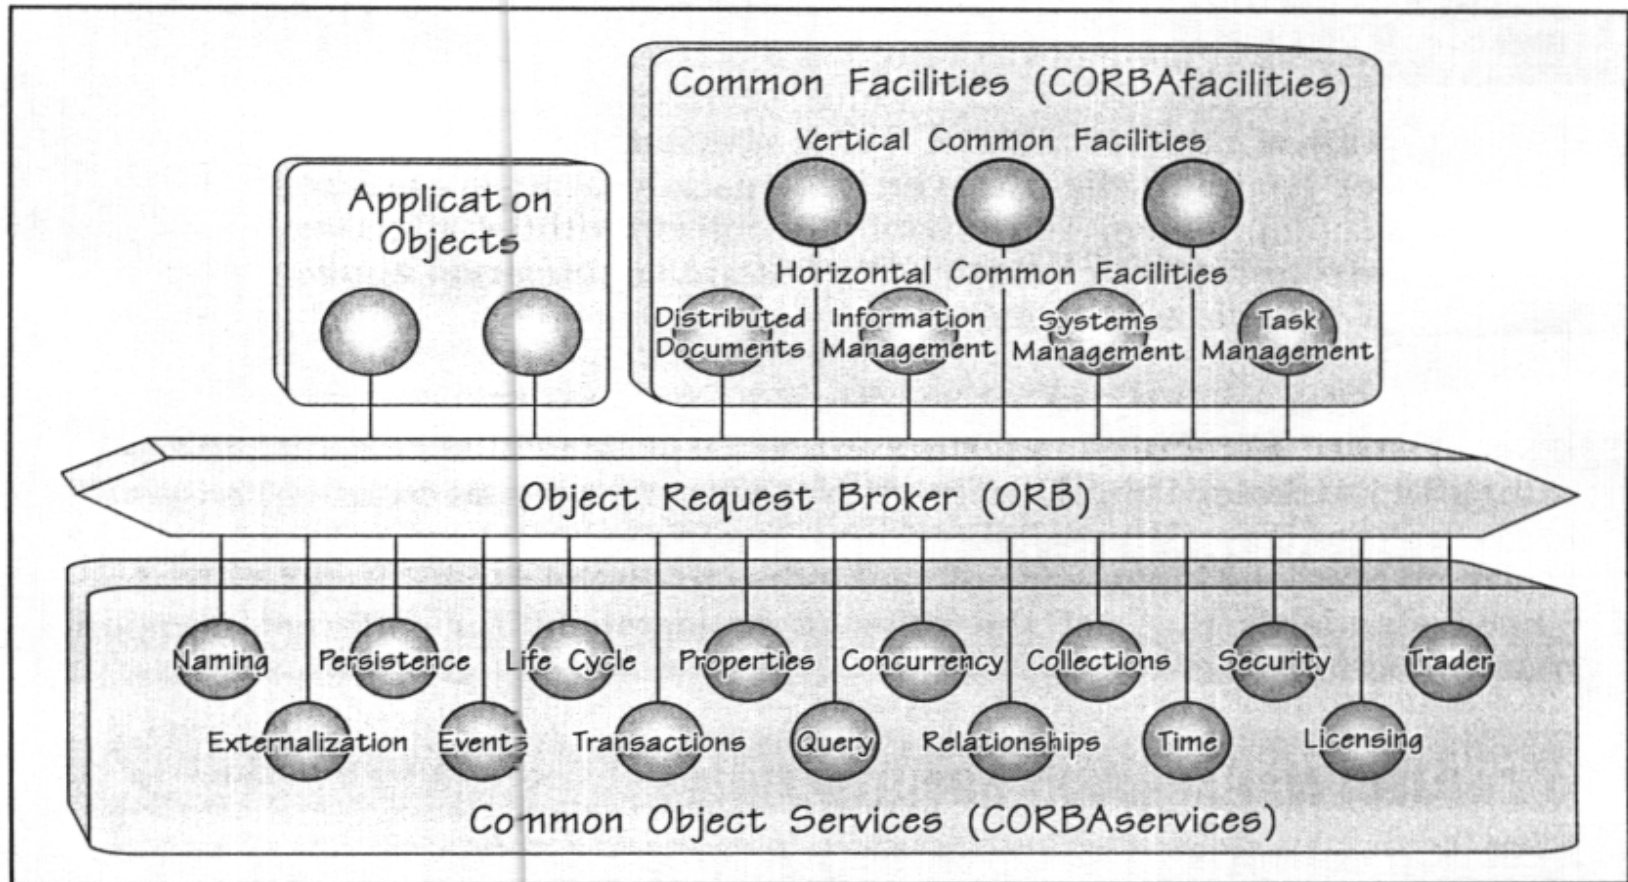 Common Facilities (CORBAfacilities)
Vertical Common Facilities
Application
Objects
Horizontal Common Facilities
Distributed
Documents
Information
Management
Systems
Management
Task
Management
Object Request Broker (ORB)
Naming Persistence Life Cycle Properties Concurrency Collections Security Trader
Externalization Events Transactions Query Relationships Time Licensing
Common Object Services (CORBAservices)